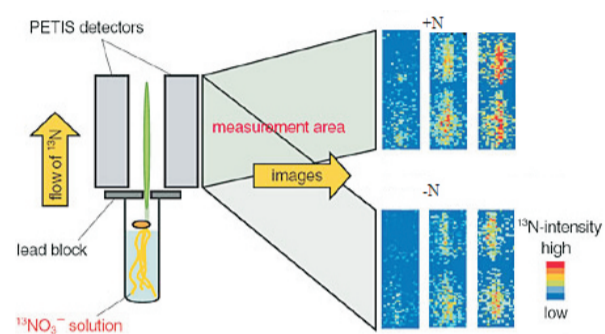 PETIS detectors
+N
flow of ¹³N
measurement area
images
-N
lead block
¹³N-intensity
high
low
¹³NO₃⁻ solution